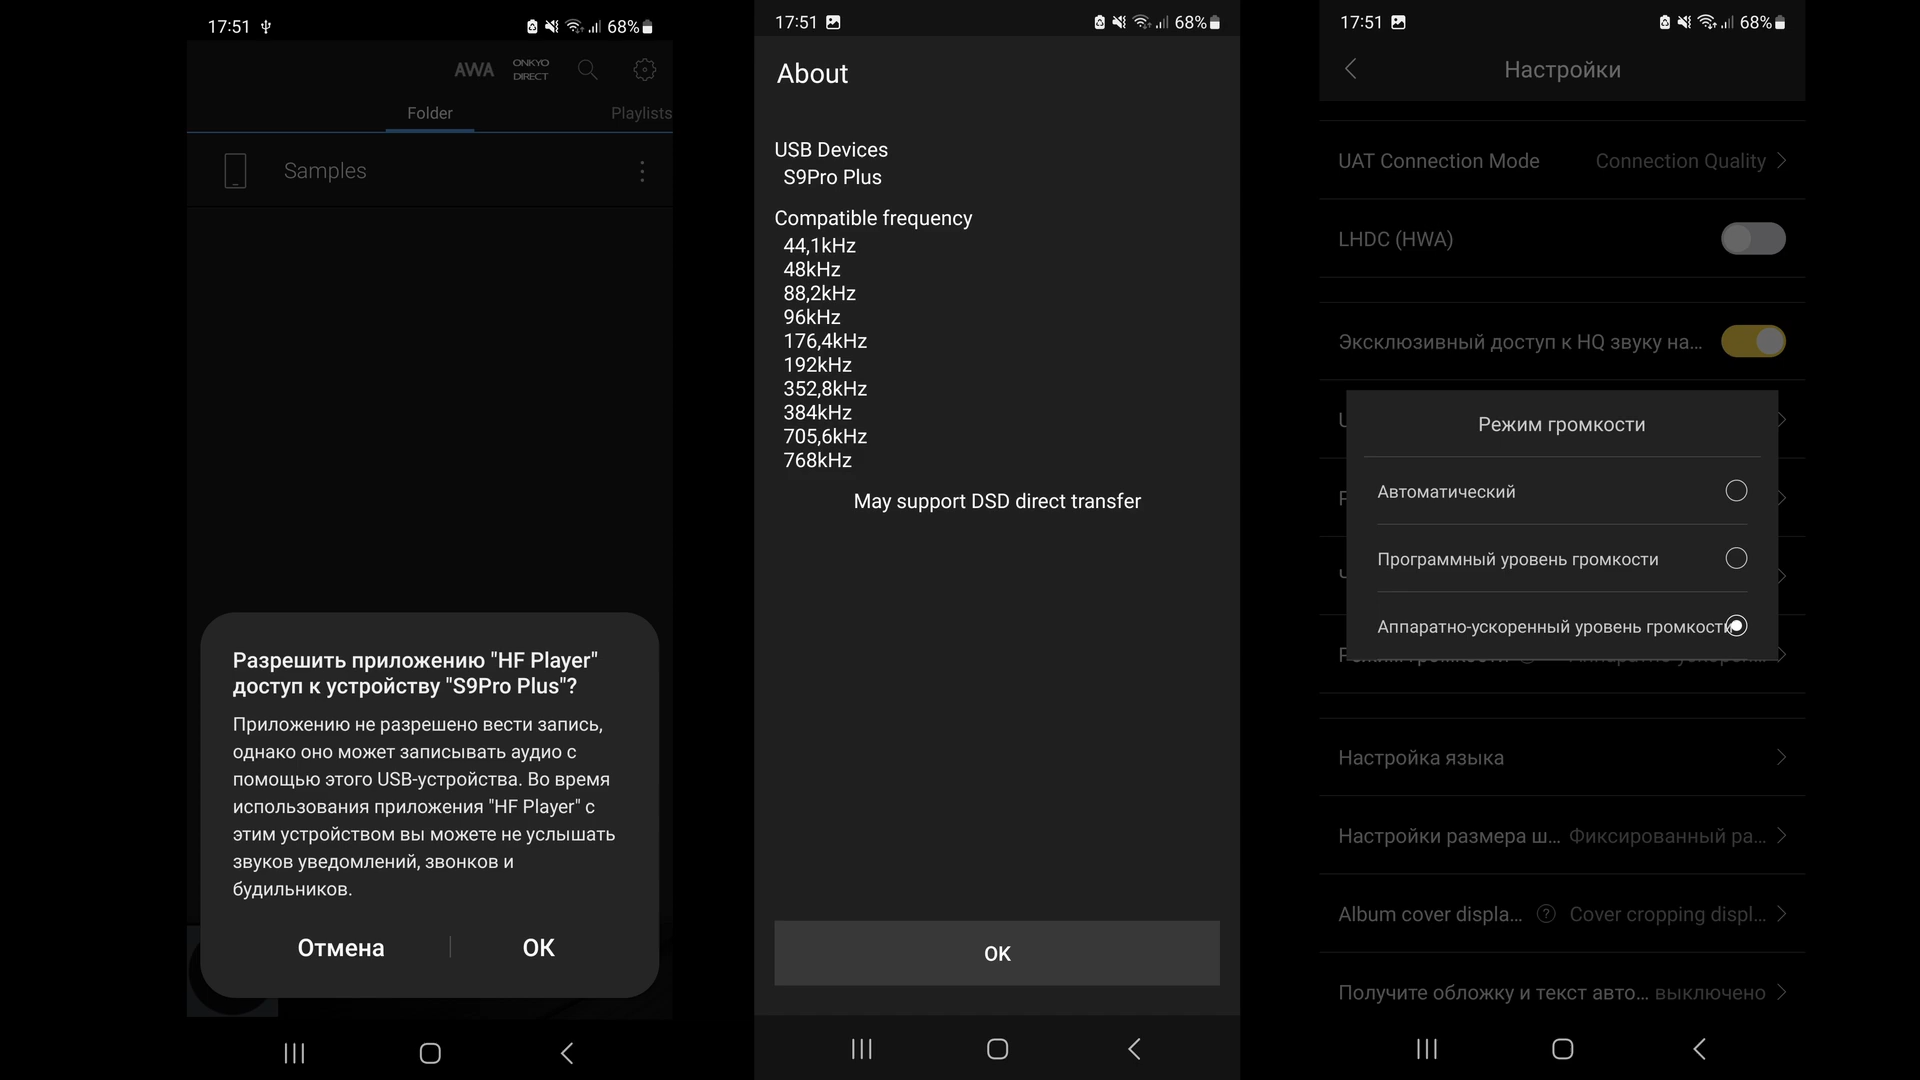 17:51
68%
AWA
ONKYO
DIRECT
Folder
Playlists
Samples
Разрешить приложению "HF Player"
доступ к устройству "S9Pro Plus"?
Приложению не разрешено вести запись,
однако оно может записывать аудио с
помощью этого USB-устройства. Во время
использования приложения "HF Player" с
этим устройством вы можете не услышать
звуков уведомлений, звонков и
будильников.
Отмена
ОК
17:51
68%
About
USB Devices
S9Pro Plus
Compatible frequency
44,1kHz
48kHz
88,2kHz
96kHz
176,4kHz
192kHz
352,8kHz
384kHz
705,6kHz
768kHz
May support DSD direct transfer
OK
17:51
68%
Настройки
UAT Connection Mode Connection Quality
LHDC (HWA)
Эксклюзивный доступ к HQ звуку на...
Режим громкости
Автоматический
Программный уровень громкости
Аппаратно-ускоренный уровень громкости
Настройка языка
Настройки размера ш... Фиксированный ра...
Album cover displa... Cover cropping displ...
Получите обложку и текст авто... выключено